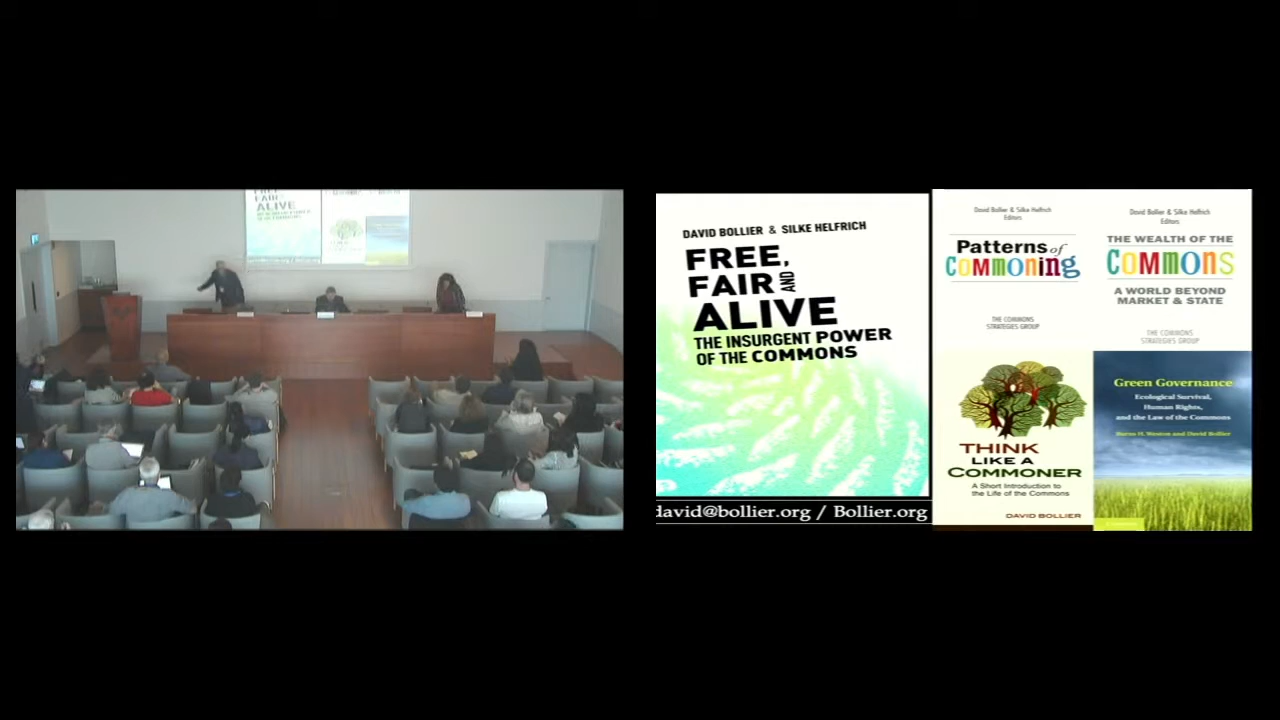 DAVID BOLLIER & SILKE HELFRICH
FREE,
FAIR AND
ALIVE
THE INSURGENT POWER
OF THE COMMONS
david@bollier.org / Bollier.org
David Bollier & Silke Helfrich
Editors
Patterns of
COMMONING
THE COMMONS
STRATEGIES GROUP
David Bollier & Silke Helfrich
Editors
THE WEALTH OF THE
COMMONS
A WORLD BEYOND
MARKET & STATE
THE COMMONS
STRATEGIES GROUP
THINK
LIKE A
COMMONER
A Short Introduction to
the Life of the Commons
DAVID BOLLIER
Green Governance
Ecological Survival,
Human Rights,
and the Law of the Commons
Burns H. Weston and David Bollier
FAIR,
ALIVE